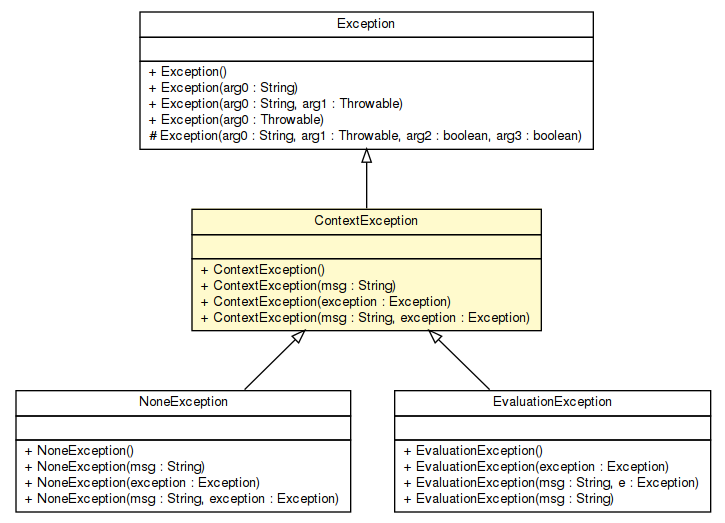 Exception
+ Exception()
+ Exception(arg0 : String)
+ Exception(arg0 : String, arg1 : Throwable)
+ Exception(arg0 : Throwable)
# Exception(arg0 : String, arg1 : Throwable, arg2 : boolean, arg3 : boolean)
ContextException
+ ContextException()
+ ContextException(msg : String)
+ ContextException(exception : Exception)
+ ContextException(msg : String, exception : Exception)
NoneException
+ NoneException()
+ NoneException(msg : String)
+ NoneException(exception : Exception)
+ NoneException(msg : String, exception : Exception)
EvaluationException
+ EvaluationException()
+ EvaluationException(exception : Exception)
+ EvaluationException(msg : String, e : Exception)
+ EvaluationException(msg : String)